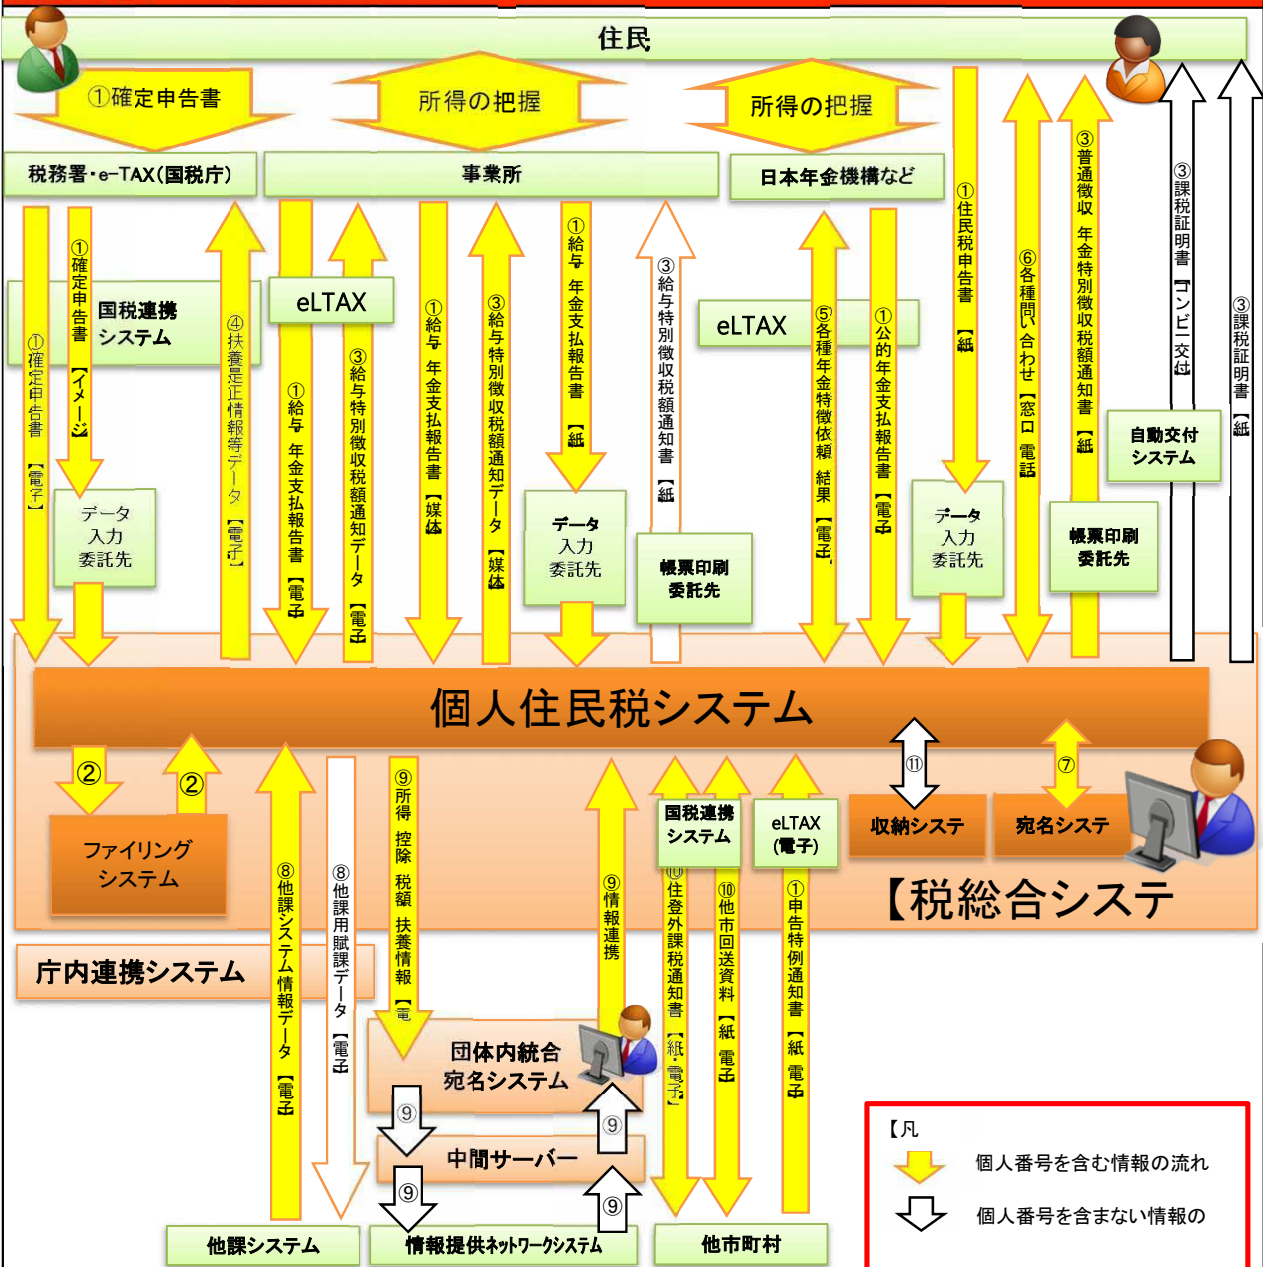 住民
①確定申告書
所得の把握
所得の把握
税務署・e-TAX(国税庁)
事業所
日本年金機構など
①確定申告書 【電子】
①確定申告書 【イメージ】
国税連携
システム
④扶養是正情報等データ 【電子】
①給与 年金支払報告書 【電子】
eLTAX
③給与特別徴収税額通知データ 【電子】
①給与 年金支払報告書 【媒体】
③給与特別徴収税額通知データ 【媒体】
①給与 年金支払報告書 【紙】
③給与特別徴収税額通知書 【紙】
eLTAX
⑤各種年金特徴依頼 結果 【電子】
①公的年金支払報告書 【電子】
①住民税申告書 【紙】
⑥各種問い合わせ 【窓口 電話】
③普通徴収 年金特別徴収税額通知書 【紙】
③課税証明書 【コンビニ交付】
③課税証明書 【紙】
自動交付
システム
データ
入力
委託先
データ
入力
委託先
帳票印刷
委託先
データ
入力
委託先
帳票印刷
委託先
個人住民税システム
②
②
ファイリング
システム
⑧他課システム情報データ 【電子】
⑧他課用賦課データ 【電子】
⑨所得 控除 税額 扶養情報 【電
⑨情報連携
国税連携
システム
eLTAX
(電子)
⑩住登外課税通知書 【紙・電子】
⑩他市回送資料 【紙 電子】
①申告特例通知書 【紙 電子】
⑪
収納システ
⑦
宛名システ
【税総合システ
庁内連携システム
団体内統合
宛名システム
⑨
⑨
中間サーバー
⑨
⑨
他課システム
情報提供ネットワークシステム
他市町村
【凡
個人番号を含む情報の流れ
個人番号を含まない情報の